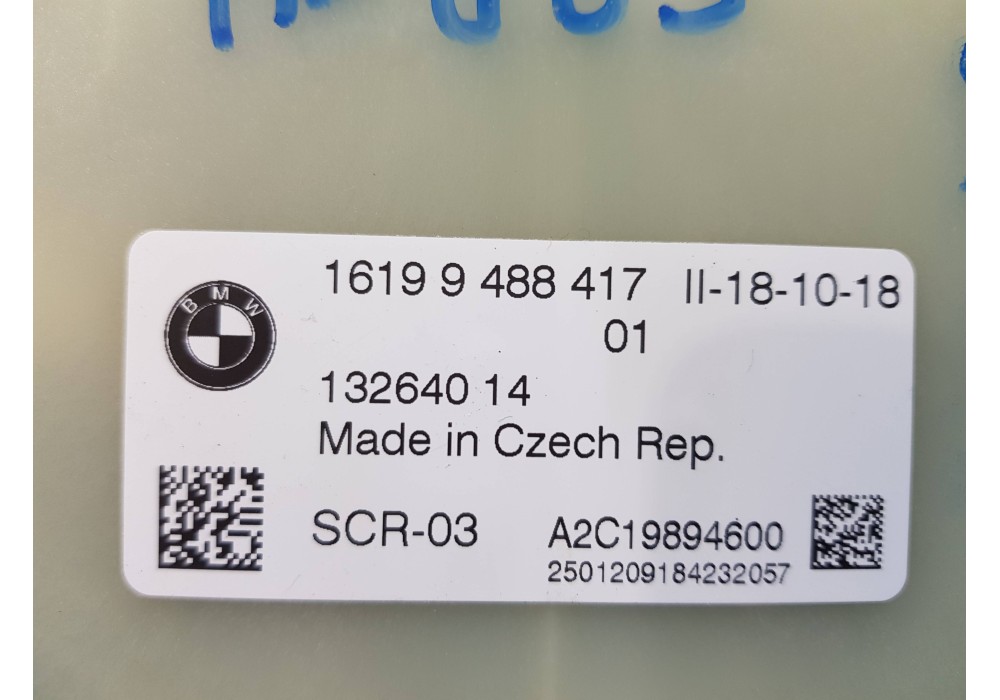 BMW
1619 9 488 417 II-18-10-18
01
132640 14
Made in Czech Rep.
SCR-03 A2C19894600
2501209184232057